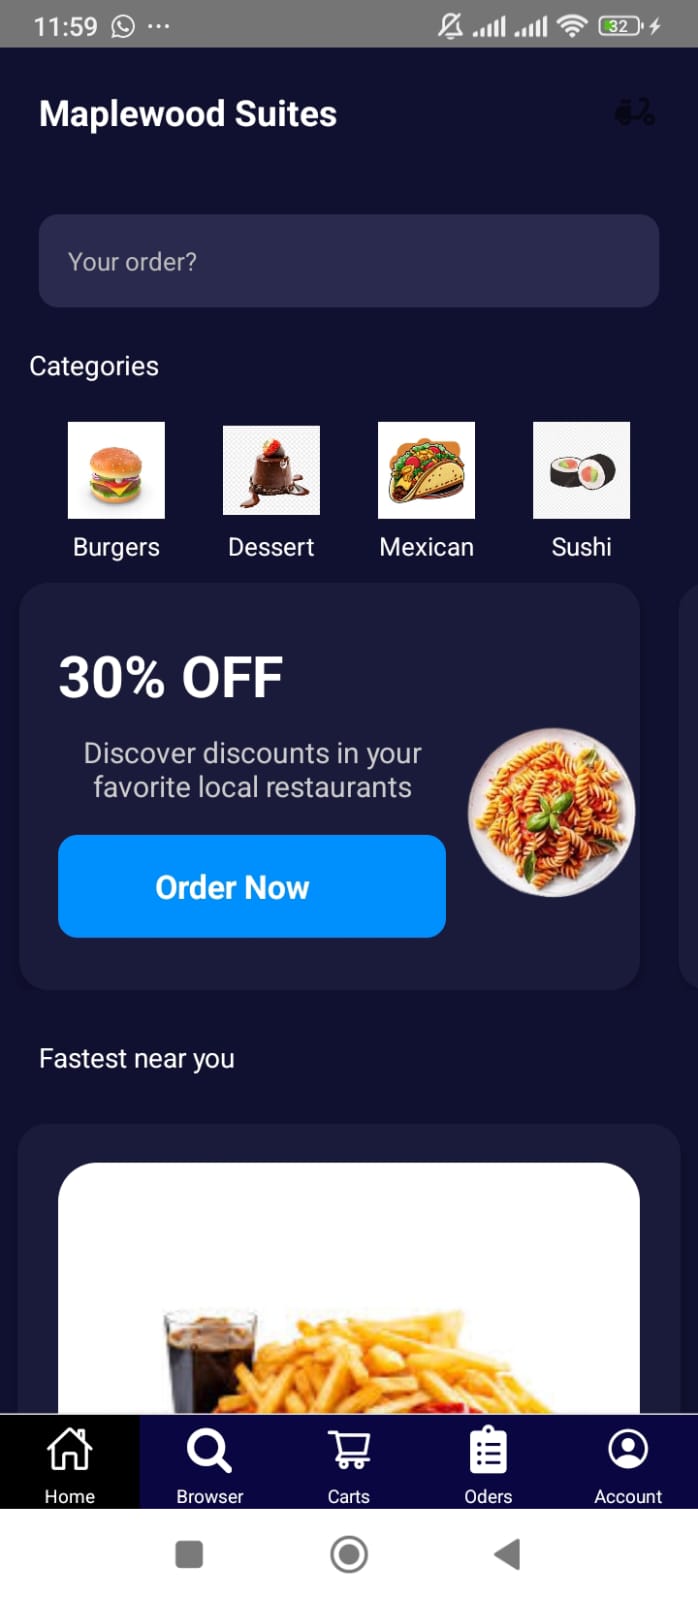 11:59
32
Maplewood Suites
Your order?
Categories
Burgers
Dessert
Mexican
Sushi
30% OFF
Discover discounts in your
favorite local restaurants
Order Now
Fastest near you
Home
Browser
Carts
Oders
Account